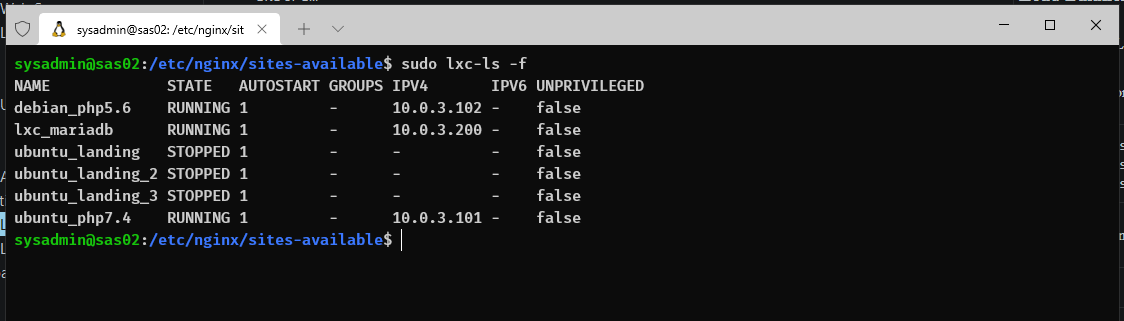 sysadmin@sas02: /etc/nginx/sit
sysadmin@sas02:/etc/nginx/sites-available$ sudo lxc-ls -f
NAME STATE AUTOSTART GROUPS IPV4 IPV6 UNPRIVILEGED
debian_php5.6 RUNNING 1 - 10.0.3.102 - false
lxc_mariadb RUNNING 1 - 10.0.3.200 - false
ubuntu_landing STOPPED 1 - - - false
ubuntu_landing_2 STOPPED 1 - - - false
ubuntu_landing_3 STOPPED 1 - - - false
ubuntu_php7.4 RUNNING 1 - 10.0.3.101 - false
sysadmin@sas02:/etc/nginx/sites-available$